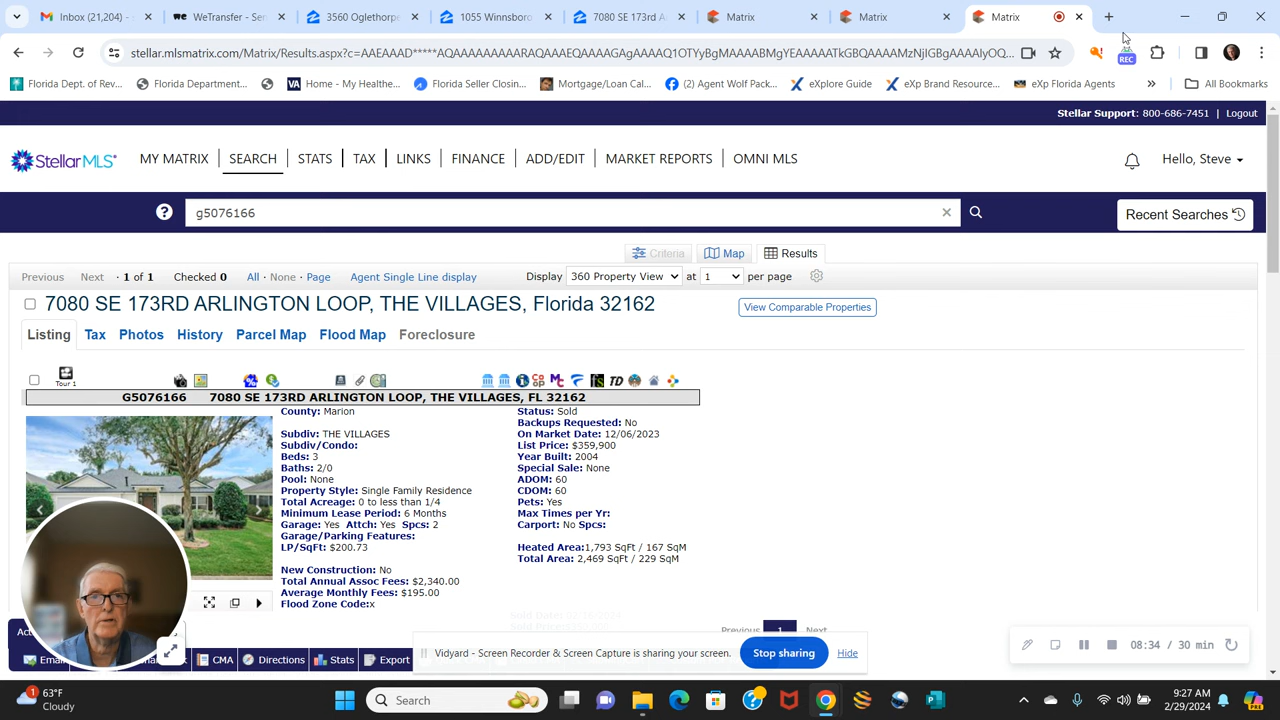 Inbox (21,204) -
WeTransfer - Ser
3560 Oglethorpe
1055 Winnsboro
7080 SE 173rd A
Matrix
Matrix
Matrix
stellar.mlsmatrix.com/Matrix/Results.aspx?c=AAEAAAD*****AQAAAAAAAAARAQAAAEQAAAAGAgAAAAQ1OTYyBgMAAAABMgYEAAAAATkGBQAAAAMzNjIGBgAAAAIyOQ...
REC
Florida Dept. of Rev...
Florida Department...
Home - My Healthe...
Florida Seller Closin...
Mortgage/Loan Cal...
(2) Agent Wolf Pack...
eXplore Guide
eXp Brand Resource...
eXp Florida Agents
»
All Bookmarks
Stellar Support: 800-686-7451 | Logout
StellarMLS
MY MATRIX
SEARCH
STATS
TAX
LINKS
FINANCE
ADD/EDIT
MARKET REPORTS
OMNI MLS
Hello, Steve
g5076166
Recent Searches
Criteria
Map
Results
Previous Next · 1 of 1 Checked 0 All · None · Page Agent Single Line display Display 360 Property View at 1 per page
7080 SE 173RD ARLINGTON LOOP, THE VILLAGES, Florida 32162
View Comparable Properties
Listing Tax Photos History Parcel Map Flood Map Foreclosure
Tour 1
G5076166 7080 SE 173RD ARLINGTON LOOP, THE VILLAGES, FL 32162
County: Marion
Subdiv: THE VILLAGES
Subdiv/Condo:
Beds: 3
Baths: 2/0
Pool: None
Property Style: Single Family Residence
Total Acreage: 0 to less than 1/4
Minimum Lease Period: 6 Months
Garage: Yes Attch: Yes Spcs: 2
Garage/Parking Features:
LP/SqFt: $200.73
New Construction: No
Total Annual Assoc Fees: $2,340.00
Average Monthly Fees: $195.00
Flood Zone Code:x
Status: Sold
Backups Requested: No
On Market Date: 12/06/2023
List Price: $359,900
Year Built: 2004
Special Sale: None
ADOM: 60
CDOM: 60
Pets: Yes
Max Times per Yr:
Carport: No Spcs:
Heated Area:1,793 SqFt / 167 SqM
Total Area: 2,469 SqFt / 229 SqM
Previous 1 Next
Email
CMA
Directions
Stats
Export
Vidyard - Screen Recorder & Screen Capture is sharing your screen.
Stop sharing
Hide
08:34 / 30 min
1
63°F
Cloudy
Search
9:27 AM
2/29/2024